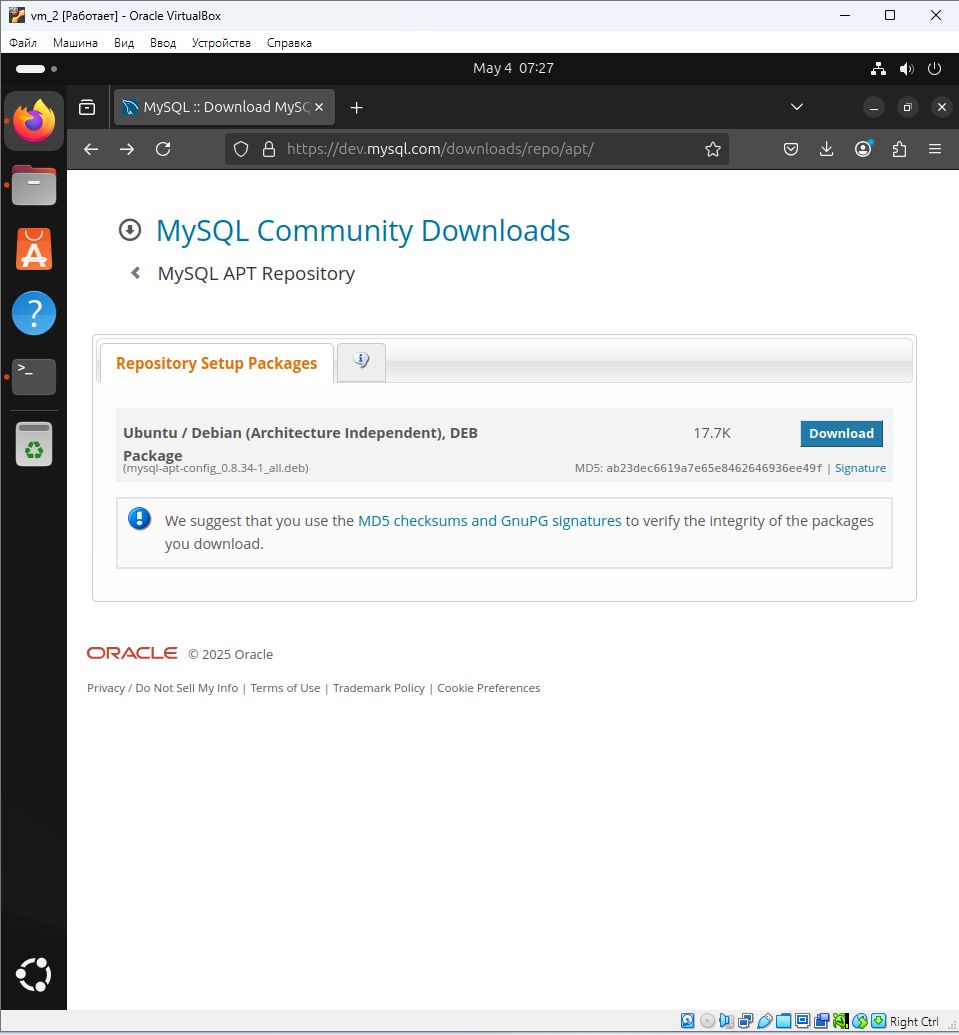 vm_2 [Работает] - Oracle VirtualBox
Файл Машина Вид Ввод Устройства Справка
May 4 07:27
MySQL :: Download MySQ
https://dev.mysql.com/downloads/repo/apt/
MySQL Community Downloads
MySQL APT Repository
Repository Setup Packages
Ubuntu / Debian (Architecture Independent), DEB Package 17.7K Download
(mysql-apt-config_0.8.34-1_all.deb) MD5: ab23dec6619a7e65e8462646936ee49f | Signature
We suggest that you use the MD5 checksums and GnuPG signatures to verify the integrity of the packages
you download.
ORACLE © 2025 Oracle
Privacy / Do Not Sell My Info | Terms of Use | Trademark Policy | Cookie Preferences
Right Ctrl